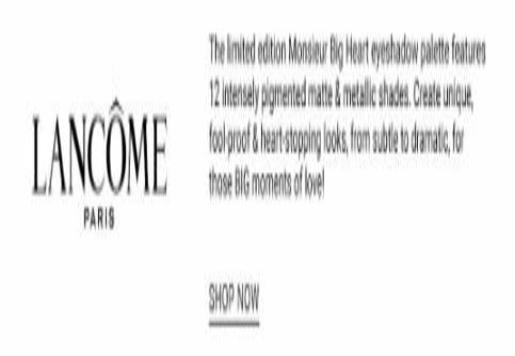 LANCÔME
PARIS
The limited edition Monsieur Big Heart eyeshadow palette features
12 intensely pigmented matte & metallic shades. Create unique,
fool-proof & heart-stopping looks, from subtle to dramatic, for
those BIG moments of love!
SHOP NOW